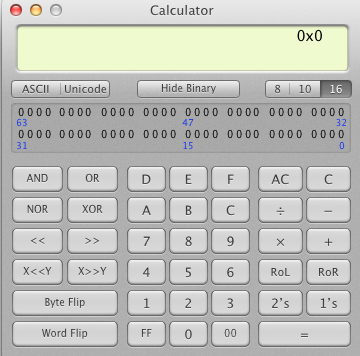 Calculator
0x0
ASCII Unicode Hide Binary 8 10 16
0000 0000 0000 0000 0000 0000 0000 0000
63 47 32
0000 0000 0000 0000 0000 0000 0000 0000
31 15 0
AND OR D E F AC C
NOR XOR A B C ÷ −
<< >> 7 8 9 × +
X<<Y X>>Y 4 5 6 RoL RoR
Byte Flip 1 2 3 2's 1's
Word Flip FF 0 00 =